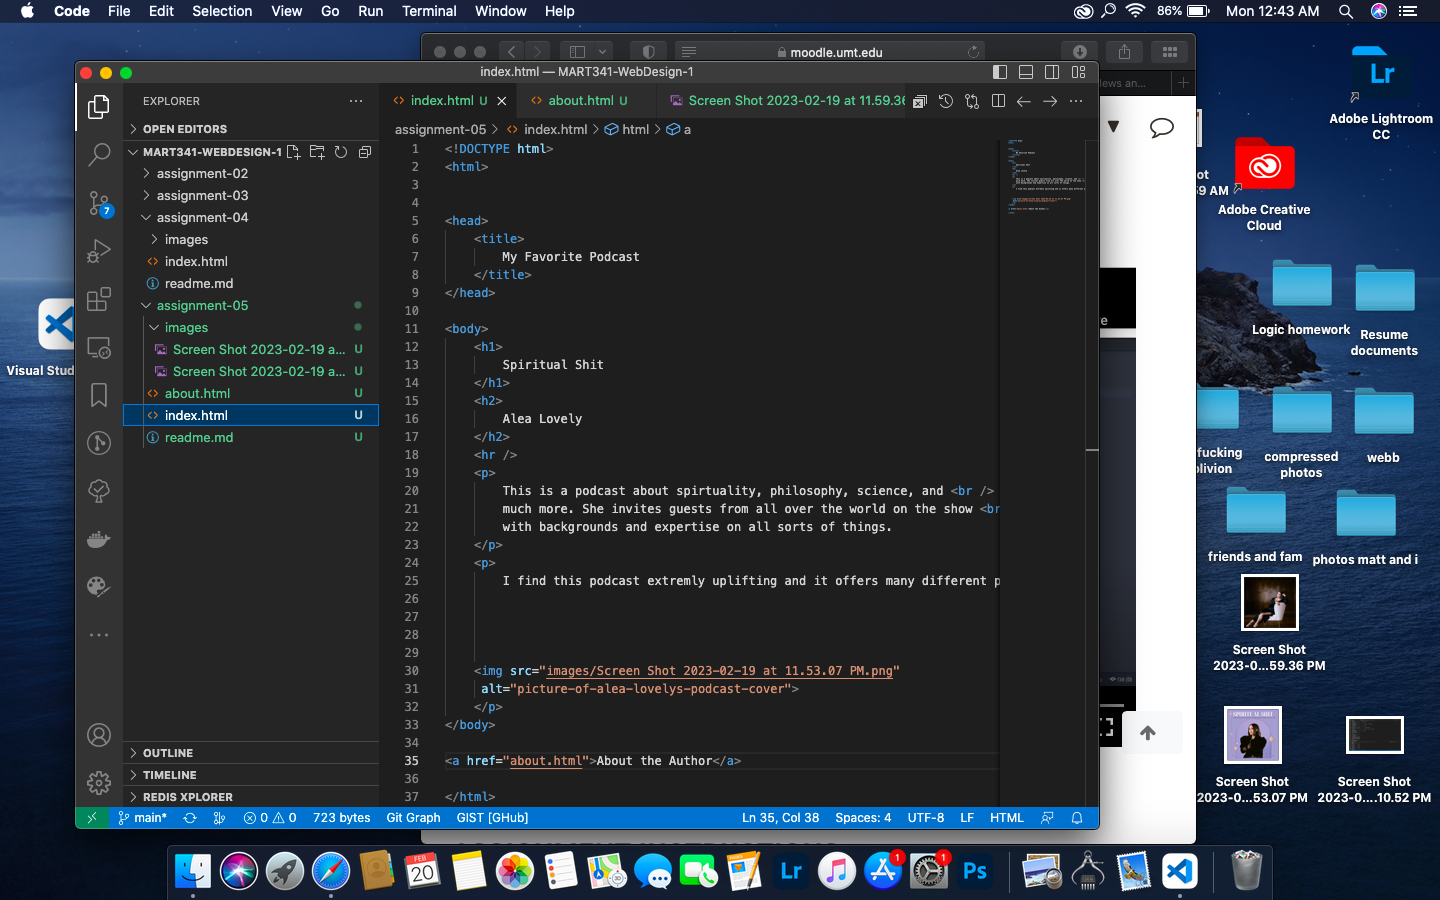 Code File Edit Selection View Go Run Terminal Window Help
86% Mon 12:43 AM
moodle.umt.edu
index.html — MART341-WebDesign-1
EXPLORER
OPEN EDITORS
MART341-WEBDESIGN-1
assignment-02
assignment-03
assignment-04
images
index.html
readme.md
assignment-05
images
Screen Shot 2023-02-19 a... U
Screen Shot 2023-02-19 a... U
about.html U
index.html U
readme.md U
7
OUTLINE
TIMELINE
REDIS XPLORER
index.html U
about.html U
Screen Shot 2023-02-19 at 11.59.36
assignment-05 > index.html > html > a
1 <!DOCTYPE html>
2 <html>
3
4
5 <head>
6 <title>
7 My Favorite Podcast
8 </title>
9 </head>
10
11 <body>
12 <h1>
13 Spiritual Shit
14 </h1>
15 <h2>
16 Alea Lovely
17 </h2>
18 <hr />
19 <p>
20 This is a podcast about spirtuality, philosophy, science, and <br />
21 much more. She invites guests from all over the world on the show <br
22 with backgrounds and expertise on all sorts of things.
23 </p>
24 <p>
25 I find this podcast extremly uplifting and it offers many different p
26
27
28
29
30 <img src="images/Screen Shot 2023-02-19 at 11.53.07 PM.png"
31 alt="picture-of-alea-lovelys-podcast-cover">
32 </p>
33 </body>
34
35 <a href="about.html">About the Author</a>
36
37 </html>
main* 0 0 723 bytes Git Graph GIST [GHub] Ln 35, Col 38 Spaces: 4 UTF-8 LF HTML
Visual Stud
Lr
Adobe Lightroom
CC
ot
59 AM
Adobe Creative
Cloud
Logic homework
Resume
documents
fucking
blivion
compressed
photos
webb
friends and fam
photos matt and i
Screen Shot
2023-0...59.36 PM
Screen Shot
2023-0...53.07 PM
Screen Shot
2023-0....10.52 PM
FEB
20
Lr
1
1
Ps